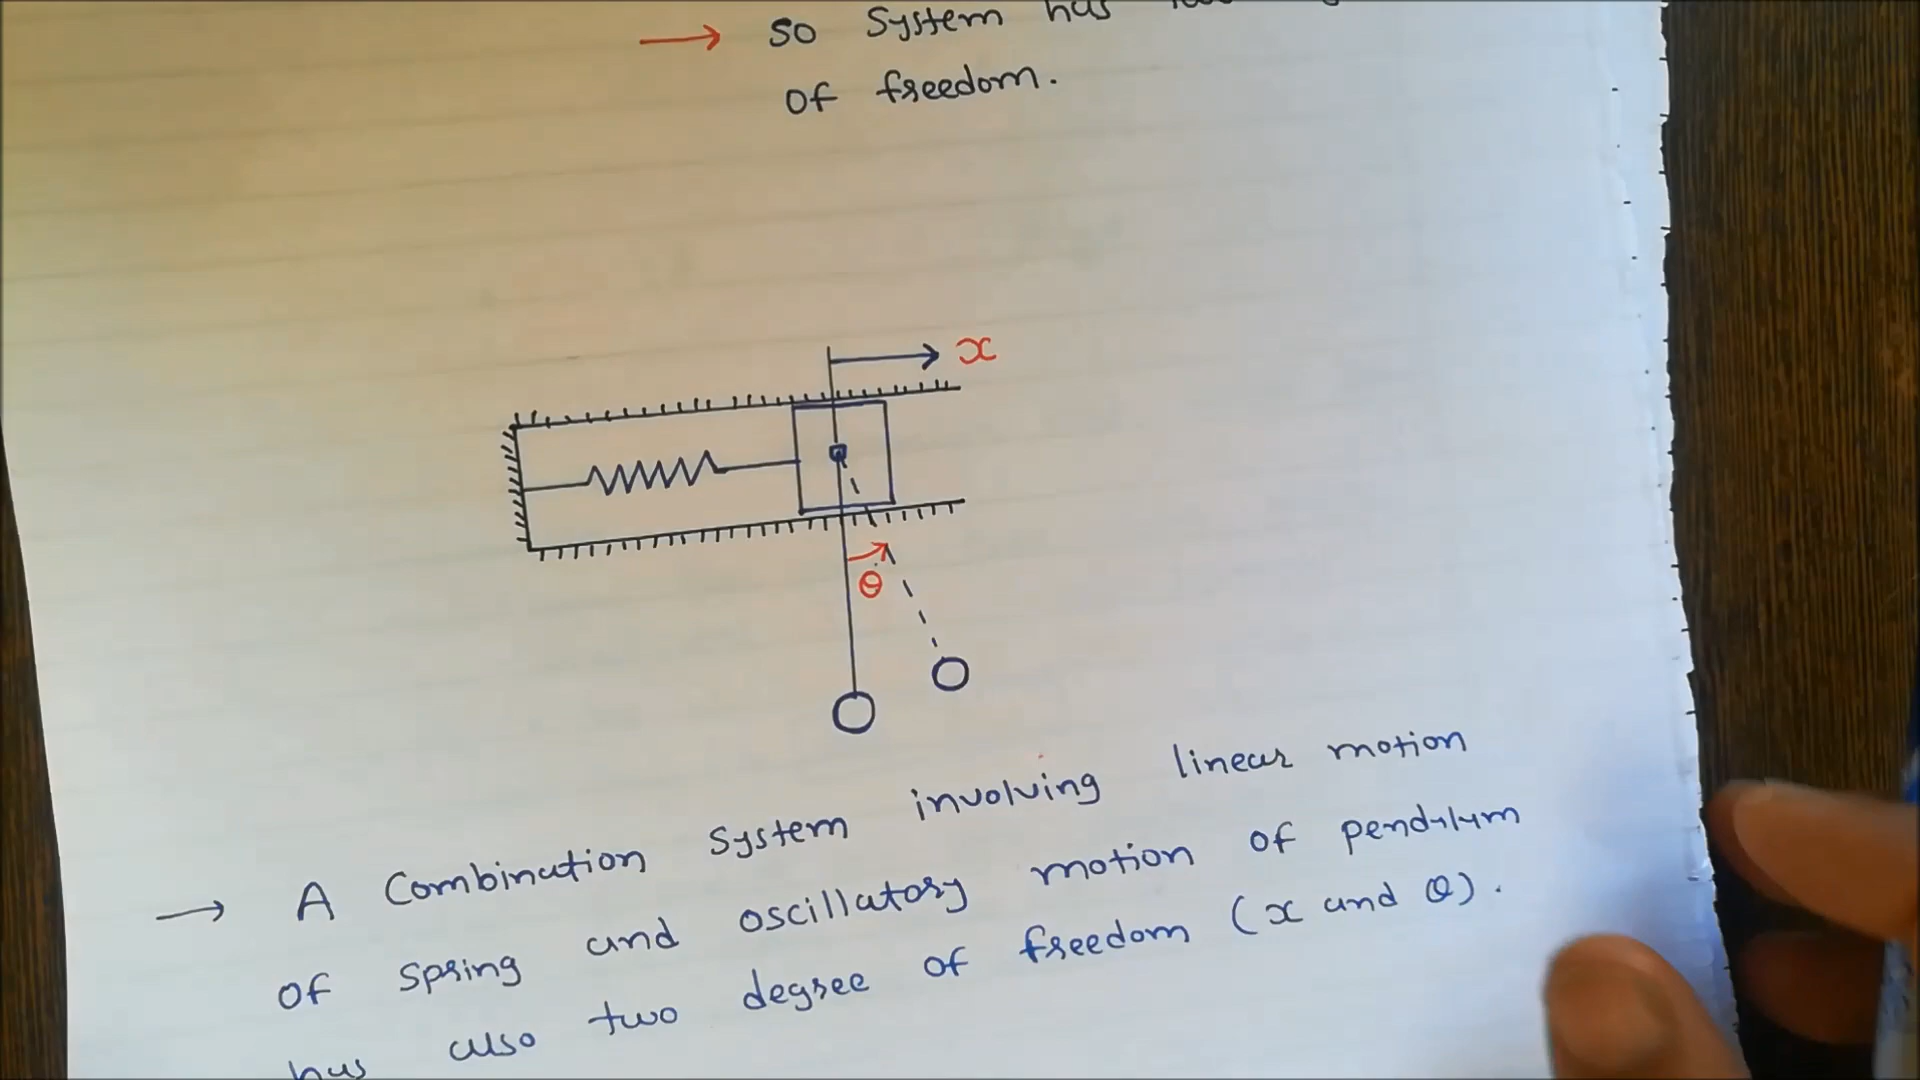 → So System has
of freedom.
x
θ
→ A Combination System involving linear motion
of spring and oscillatory motion of pendulum
has also two degree of freedom (x and θ).